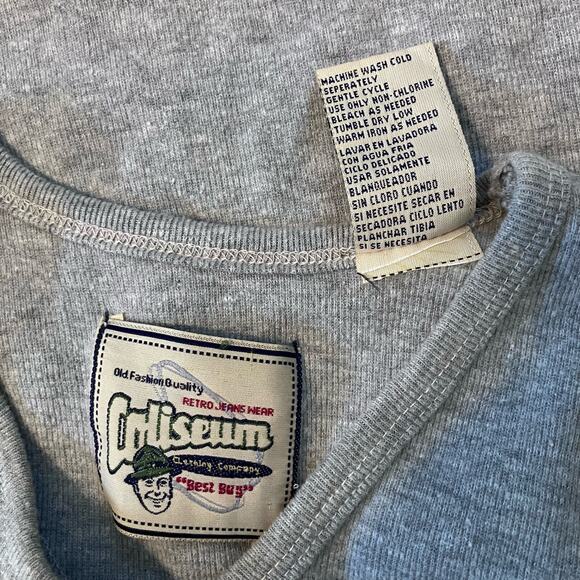 MACHINE WASH COLD
SEPERATELY
GENTLE CYCLE
USE ONLY NON-CHLORINE
BLEACH AS NEEDED
TUMBLE DRY LOW
WARM IRON AS NEEDED
LAVAR EN LAVADORA
CON AGUA FRIA
CICLO DELICADO
USAR SOLAMENTE
BLANQUEADOR
SIN CLORO CUANDO
SI NECESITE SECAR EN
SECADORA CICLO LENTO
PLANCHAR TIBIA
SI SE NECESITA
Old Fashion Quality
RETRO JEANS WEAR
Coliseum
Clothing Company
"Best Buy"